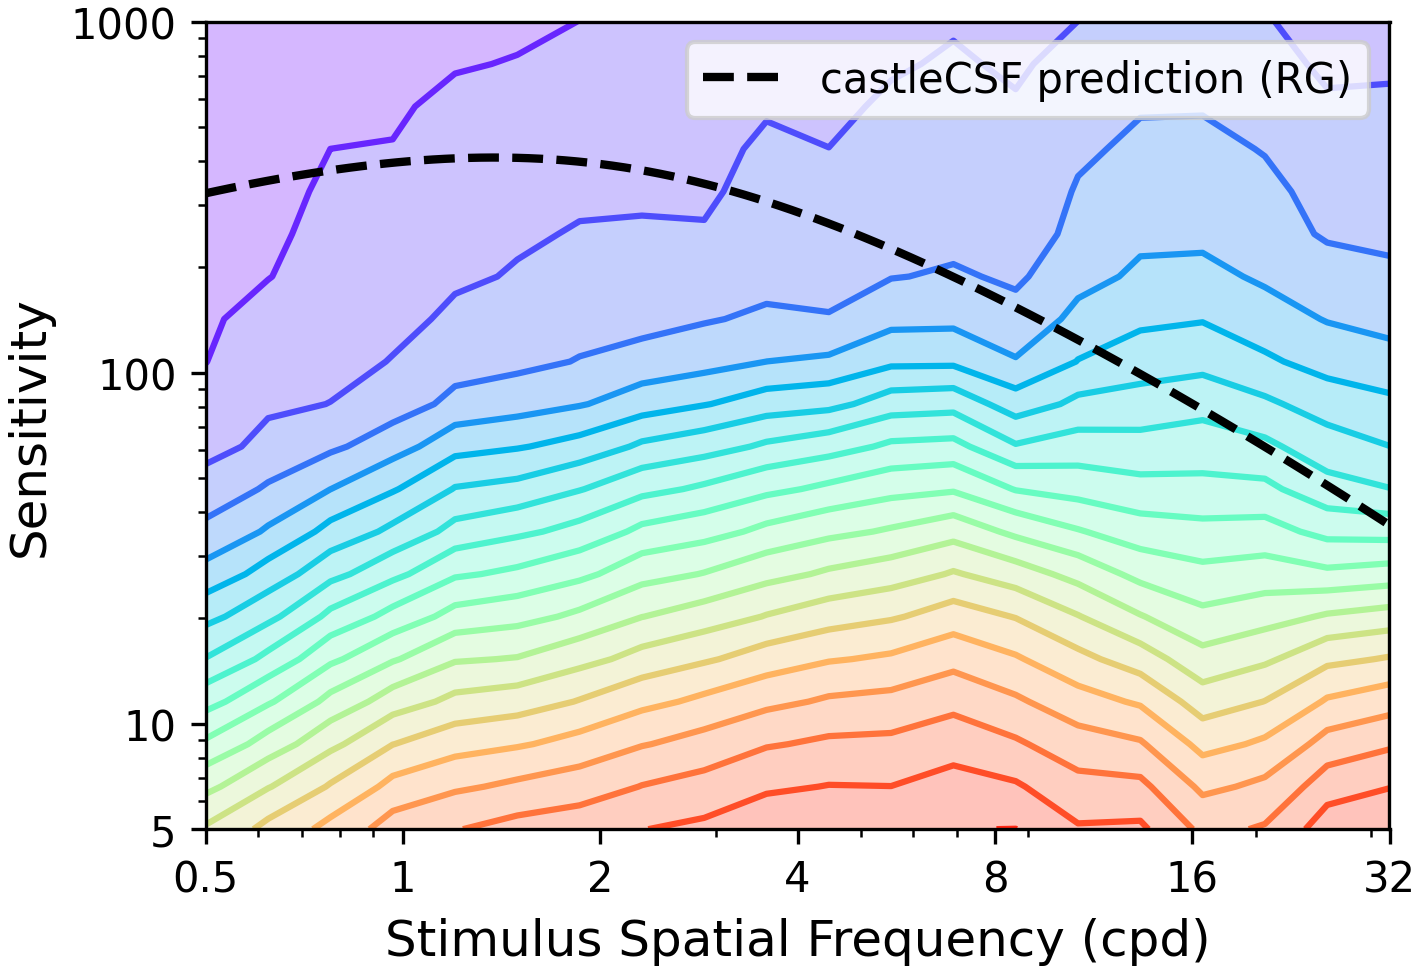 1000
castleCSF prediction (RG)
100
Sensitivity
10
5
0.5 1 2 4 8 16 32
Stimulus Spatial Frequency (cpd)